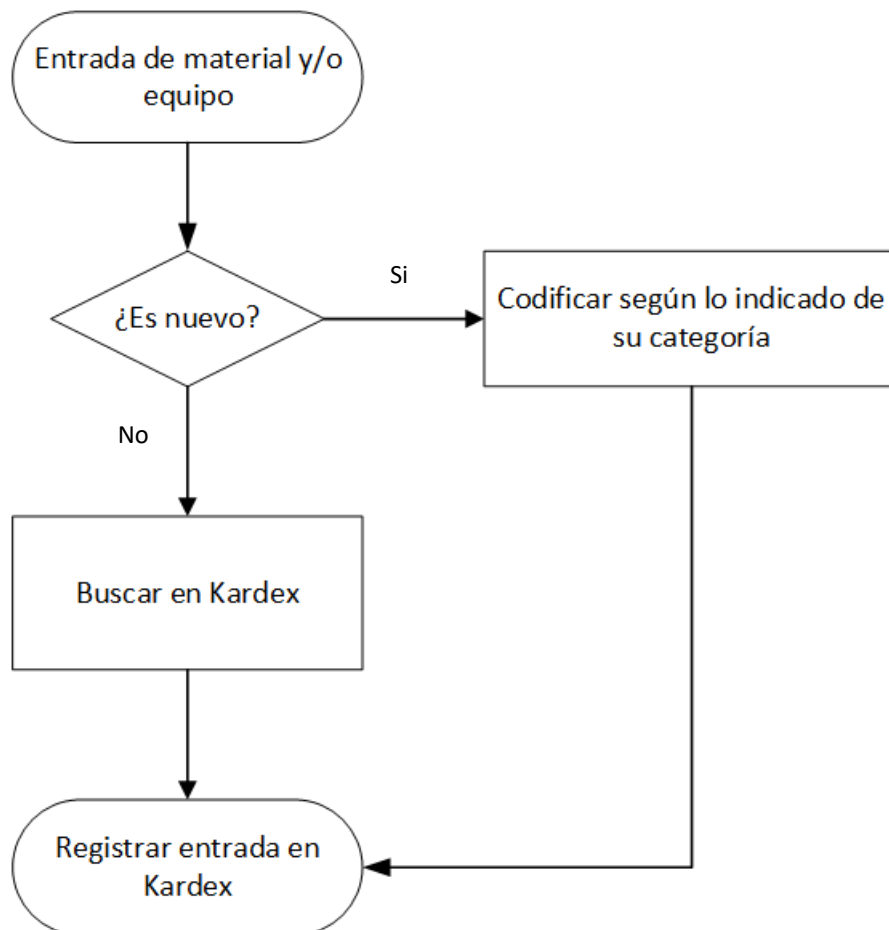 Entrada de material y/o
equipo
¿Es nuevo?
Si
Codificar según lo indicado de
su categoría
No
Buscar en Kardex
Registrar entrada en
Kardex